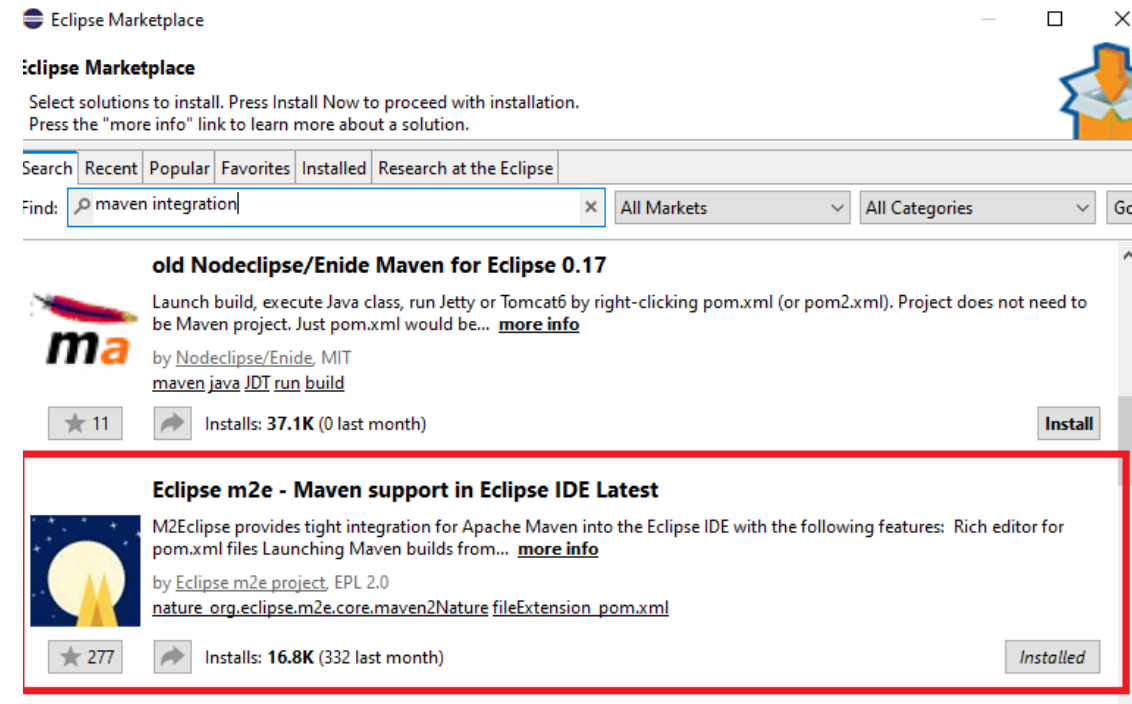 Eclipse Marketplace
Eclipse Marketplace
Select solutions to install. Press Install Now to proceed with installation.
Press the "more info" link to learn more about a solution.
Search Recent Popular Favorites Installed Research at the Eclipse
Find: maven integration All Markets All Categories Go
old Nodeclipse/Enide Maven for Eclipse 0.17
Launch build, execute Java class, run Jetty or Tomcat6 by right-clicking pom.xml (or pom2.xml). Project does not need to
be Maven project. Just pom.xml would be... more info
ma
by Nodeclipse/Enide, MIT
maven java JDT run build
11 Installs: 37.1K (0 last month) Install
Eclipse m2e - Maven support in Eclipse IDE Latest
M2Eclipse provides tight integration for Apache Maven into the Eclipse IDE with the following features: Rich editor for
pom.xml files Launching Maven builds from... more info
by Eclipse m2e project, EPL 2.0
nature_org.eclipse.m2e.core.maven2Nature fileExtension_pom.xml
277 Installs: 16.8K (332 last month) Installed